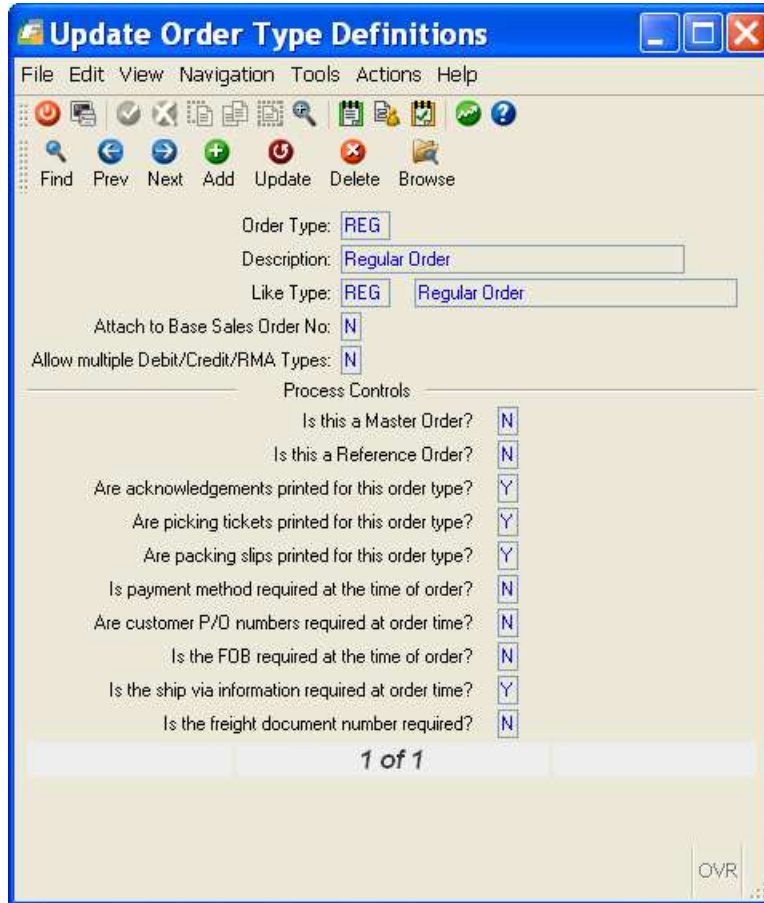 Update Order Type Definitions
File Edit View Navigation Tools Actions Help
Find Prev Next Add Update Delete Browse
Order Type: REG
Description: Regular Order
Like Type: REG Regular Order
Attach to Base Sales Order No: N
Allow multiple Debit/Credit/RMA Types: N
Process Controls
Is this a Master Order? N
Is this a Reference Order? N
Are acknowledgements printed for this order type? Y
Are picking tickets printed for this order type? Y
Are packing slips printed for this order type? Y
Is payment method required at the time of order? N
Are customer P/O numbers required at order time? N
Is the FOB required at the time of order? N
Is the ship via information required at order time? Y
Is the freight document number required? N
1 of 1
OVR